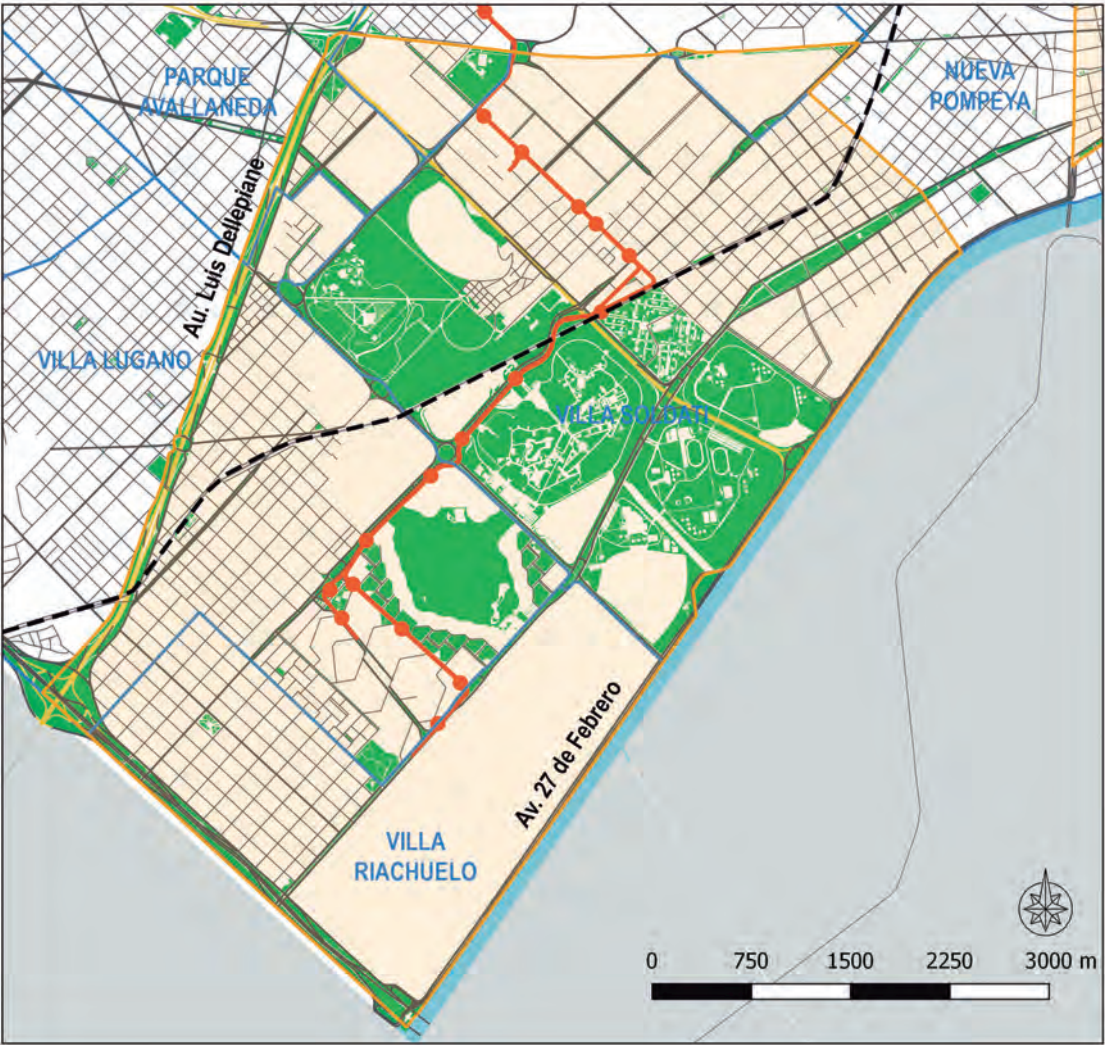 PARQUE
AVALLANEDA
NUEVA
POMPEYA
Au. Luis Dellepiane
VILLA LUGANO
VILLA SOLDATI
Av. 27 de Febrero
VILLA
RIACHUELO
0 750 1500 2250 3000 m